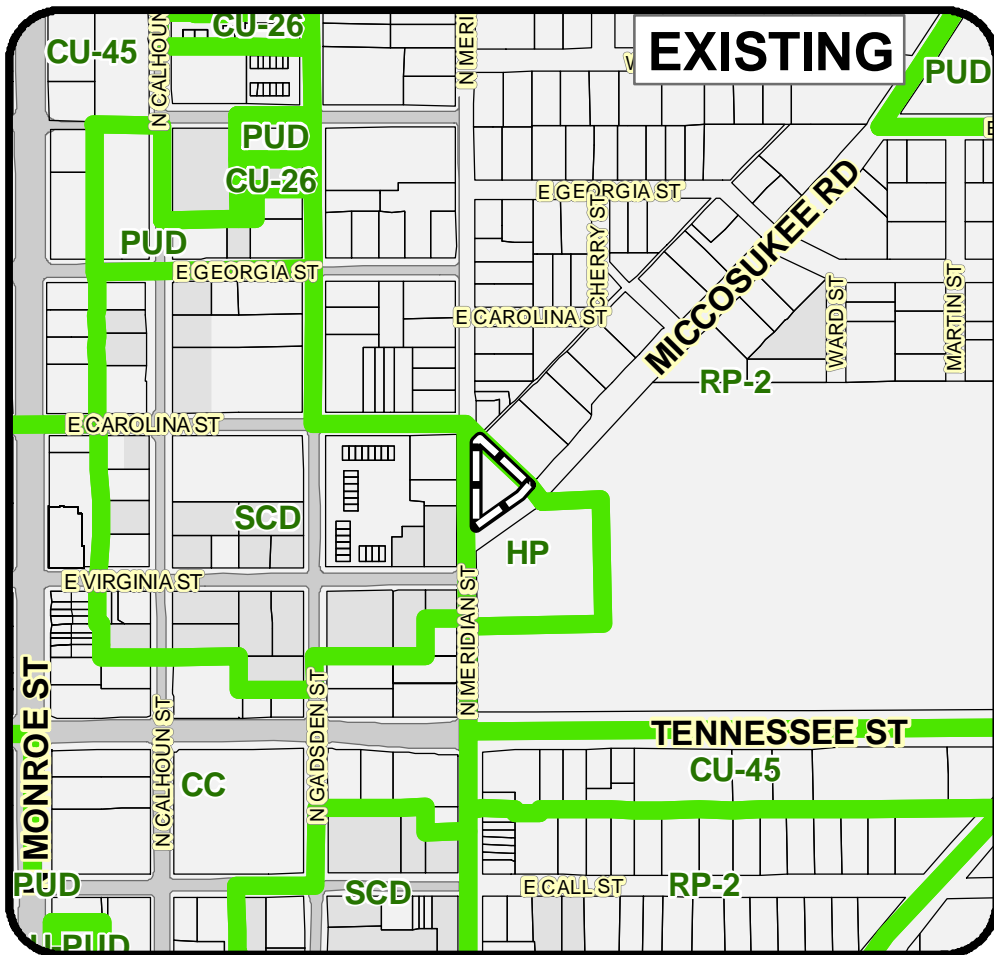 CU-26
CU-45
N CALHOUN
N MERI
EXISTING
PUD
PUD
CU-26
E GEORGIA ST
CHERRY ST
MICCOSUKEE RD
PUD
E GEORGIA ST
E CAROLINA ST
WARD ST
MARTIN ST
RP-2
E CAROLINA ST
SCD
HP
E VIRGINIA ST
N MERIDIAN ST
MONROE ST
N CALHOUN ST
N GADSDEN ST
TENNESSEE ST
CU-45
CC
PUD
SCD
E CALL ST
RP-2
U-PUD